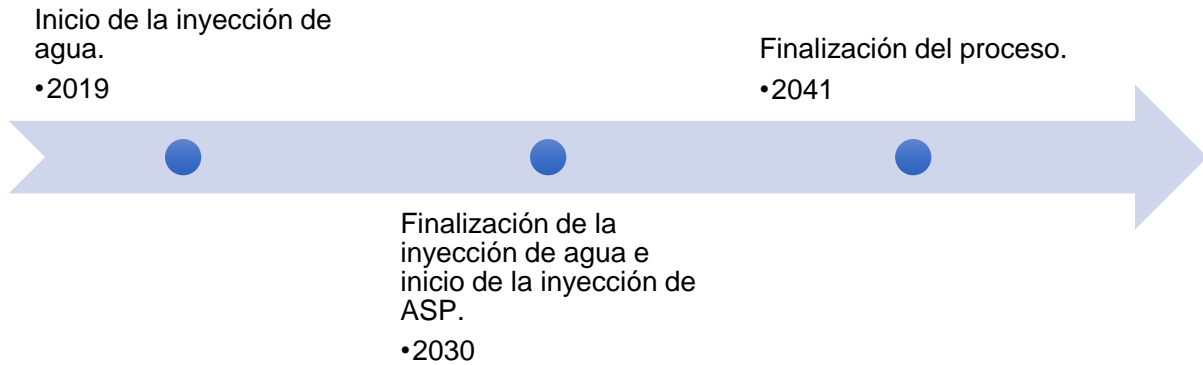 Inicio de la inyección de
agua.
•2019
Finalización de la
inyección de agua e
inicio de la inyección de
ASP.
•2030
Finalización del proceso.
•2041